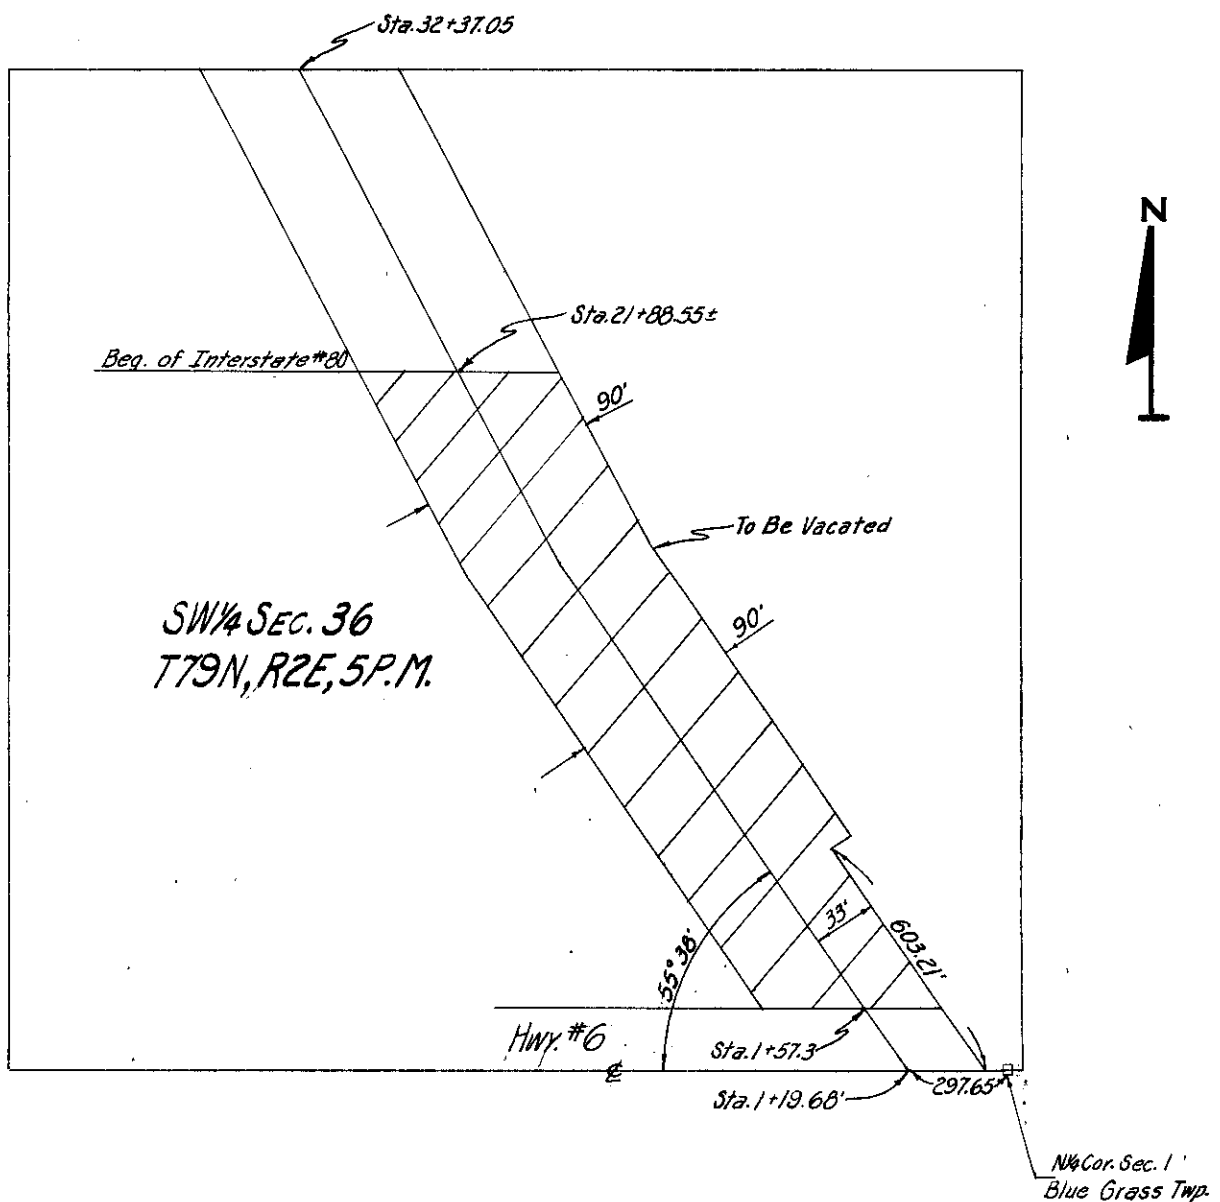 Sta.32+37.05
N
Sta.21+88.55±
Beg. of Interstate #80
90'
To Be Vacated
SW¼ SEC. 36
T79N, R2E, 5P.M.
90'
33'
603.21'
55° 38'
Hwy. #6
Sta.1+57.3
℄
Sta.1+19.68'
297.65'
N¼ Cor. Sec. 1
Blue Grass Twp.